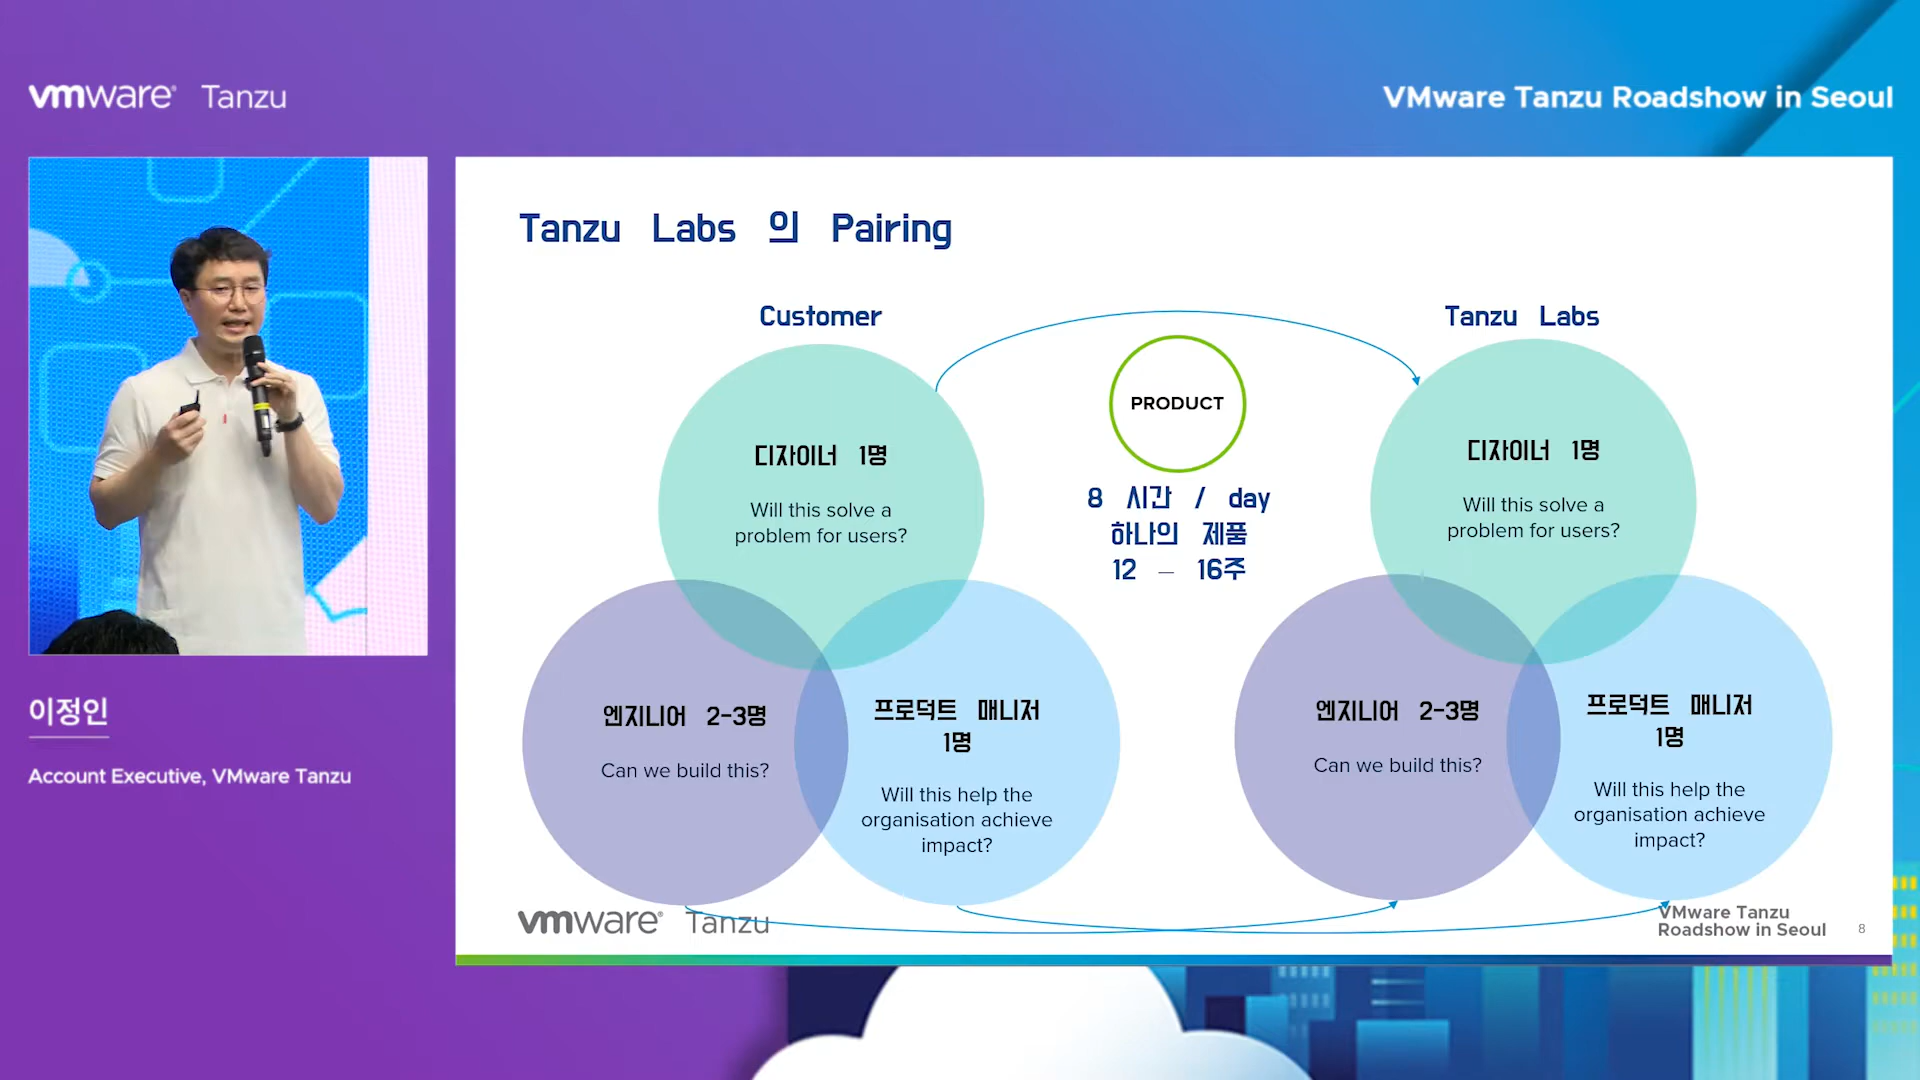 vmware® Tanzu
VMware Tanzu Roadshow in Seoul
이정인
Account Executive, VMware Tanzu
Tanzu Labs 의 Pairing
Customer
디자이너 1명
Will this solve a
problem for users?
엔지니어 2-3명
Can we build this?
프로덕트 매니저
1명
Will this help the
organisation achieve
impact?
PRODUCT
8 시간 / day
하나의 제품
12 – 16주
Tanzu Labs
디자이너 1명
Will this solve a
problem for users?
엔지니어 2-3명
Can we build this?
프로덕트 매니저
1명
Will this help the
organisation achieve
impact?
vmware® Tanzu
VMware Tanzu
Roadshow in Seoul
8